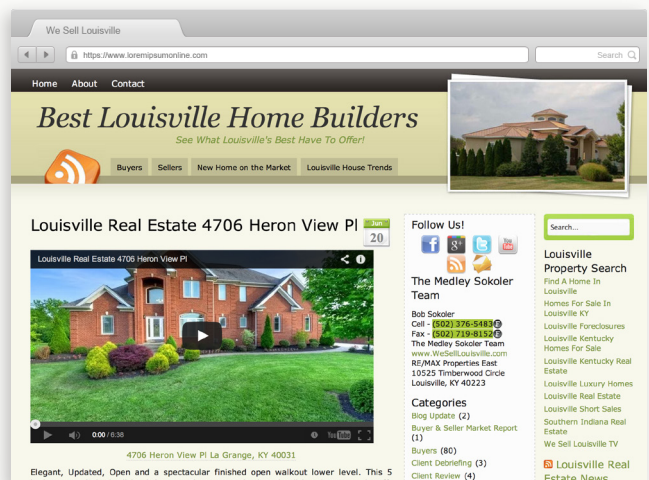 We Sell Louisville
https://www.loremipsumonline.com
Search
Home About Contact
Best Louisville Home Builders
See What Louisville's Best Have To Offer!
Buyers Sellers New Home on the Market Louisville House Trends
Louisville Real Estate 4706 Heron View Pl
Jun
20
Louisville Real Estate 4706 Heron View Pl
0:00 / 6:38
YouTube
4706 Heron View Pl La Grange, KY 40031
Elegant, Updated, Open and a spectacular finished open walkout lower level. This 5
Follow Us!
The Medley Sokoler
Team
Bob Sokoler
Cell - (502) 376-5483
Fax - (502) 719-8152
The Medley Sokoler Team
www.WeSellLouisville.com
RE/MAX Properties East
10525 Timberwood Circle
Louisville, KY 40223
Categories
Blog Update (2)
Buyer & Seller Market Report
(1)
Buyers (80)
Client Debriefing (3)
Client Review (4)
Search...
Louisville
Property Search
Find A Home In
Louisville
Homes For Sale In
Louisville KY
Louisville Foreclosures
Louisville Kentucky
Homes For Sale
Louisville Kentucky Real
Estate
Louisville Luxury Homes
Louisville Real Estate
Louisville Short Sales
Southern Indiana Real
Estate
We Sell Louisville TV
Louisville Real
Estate News